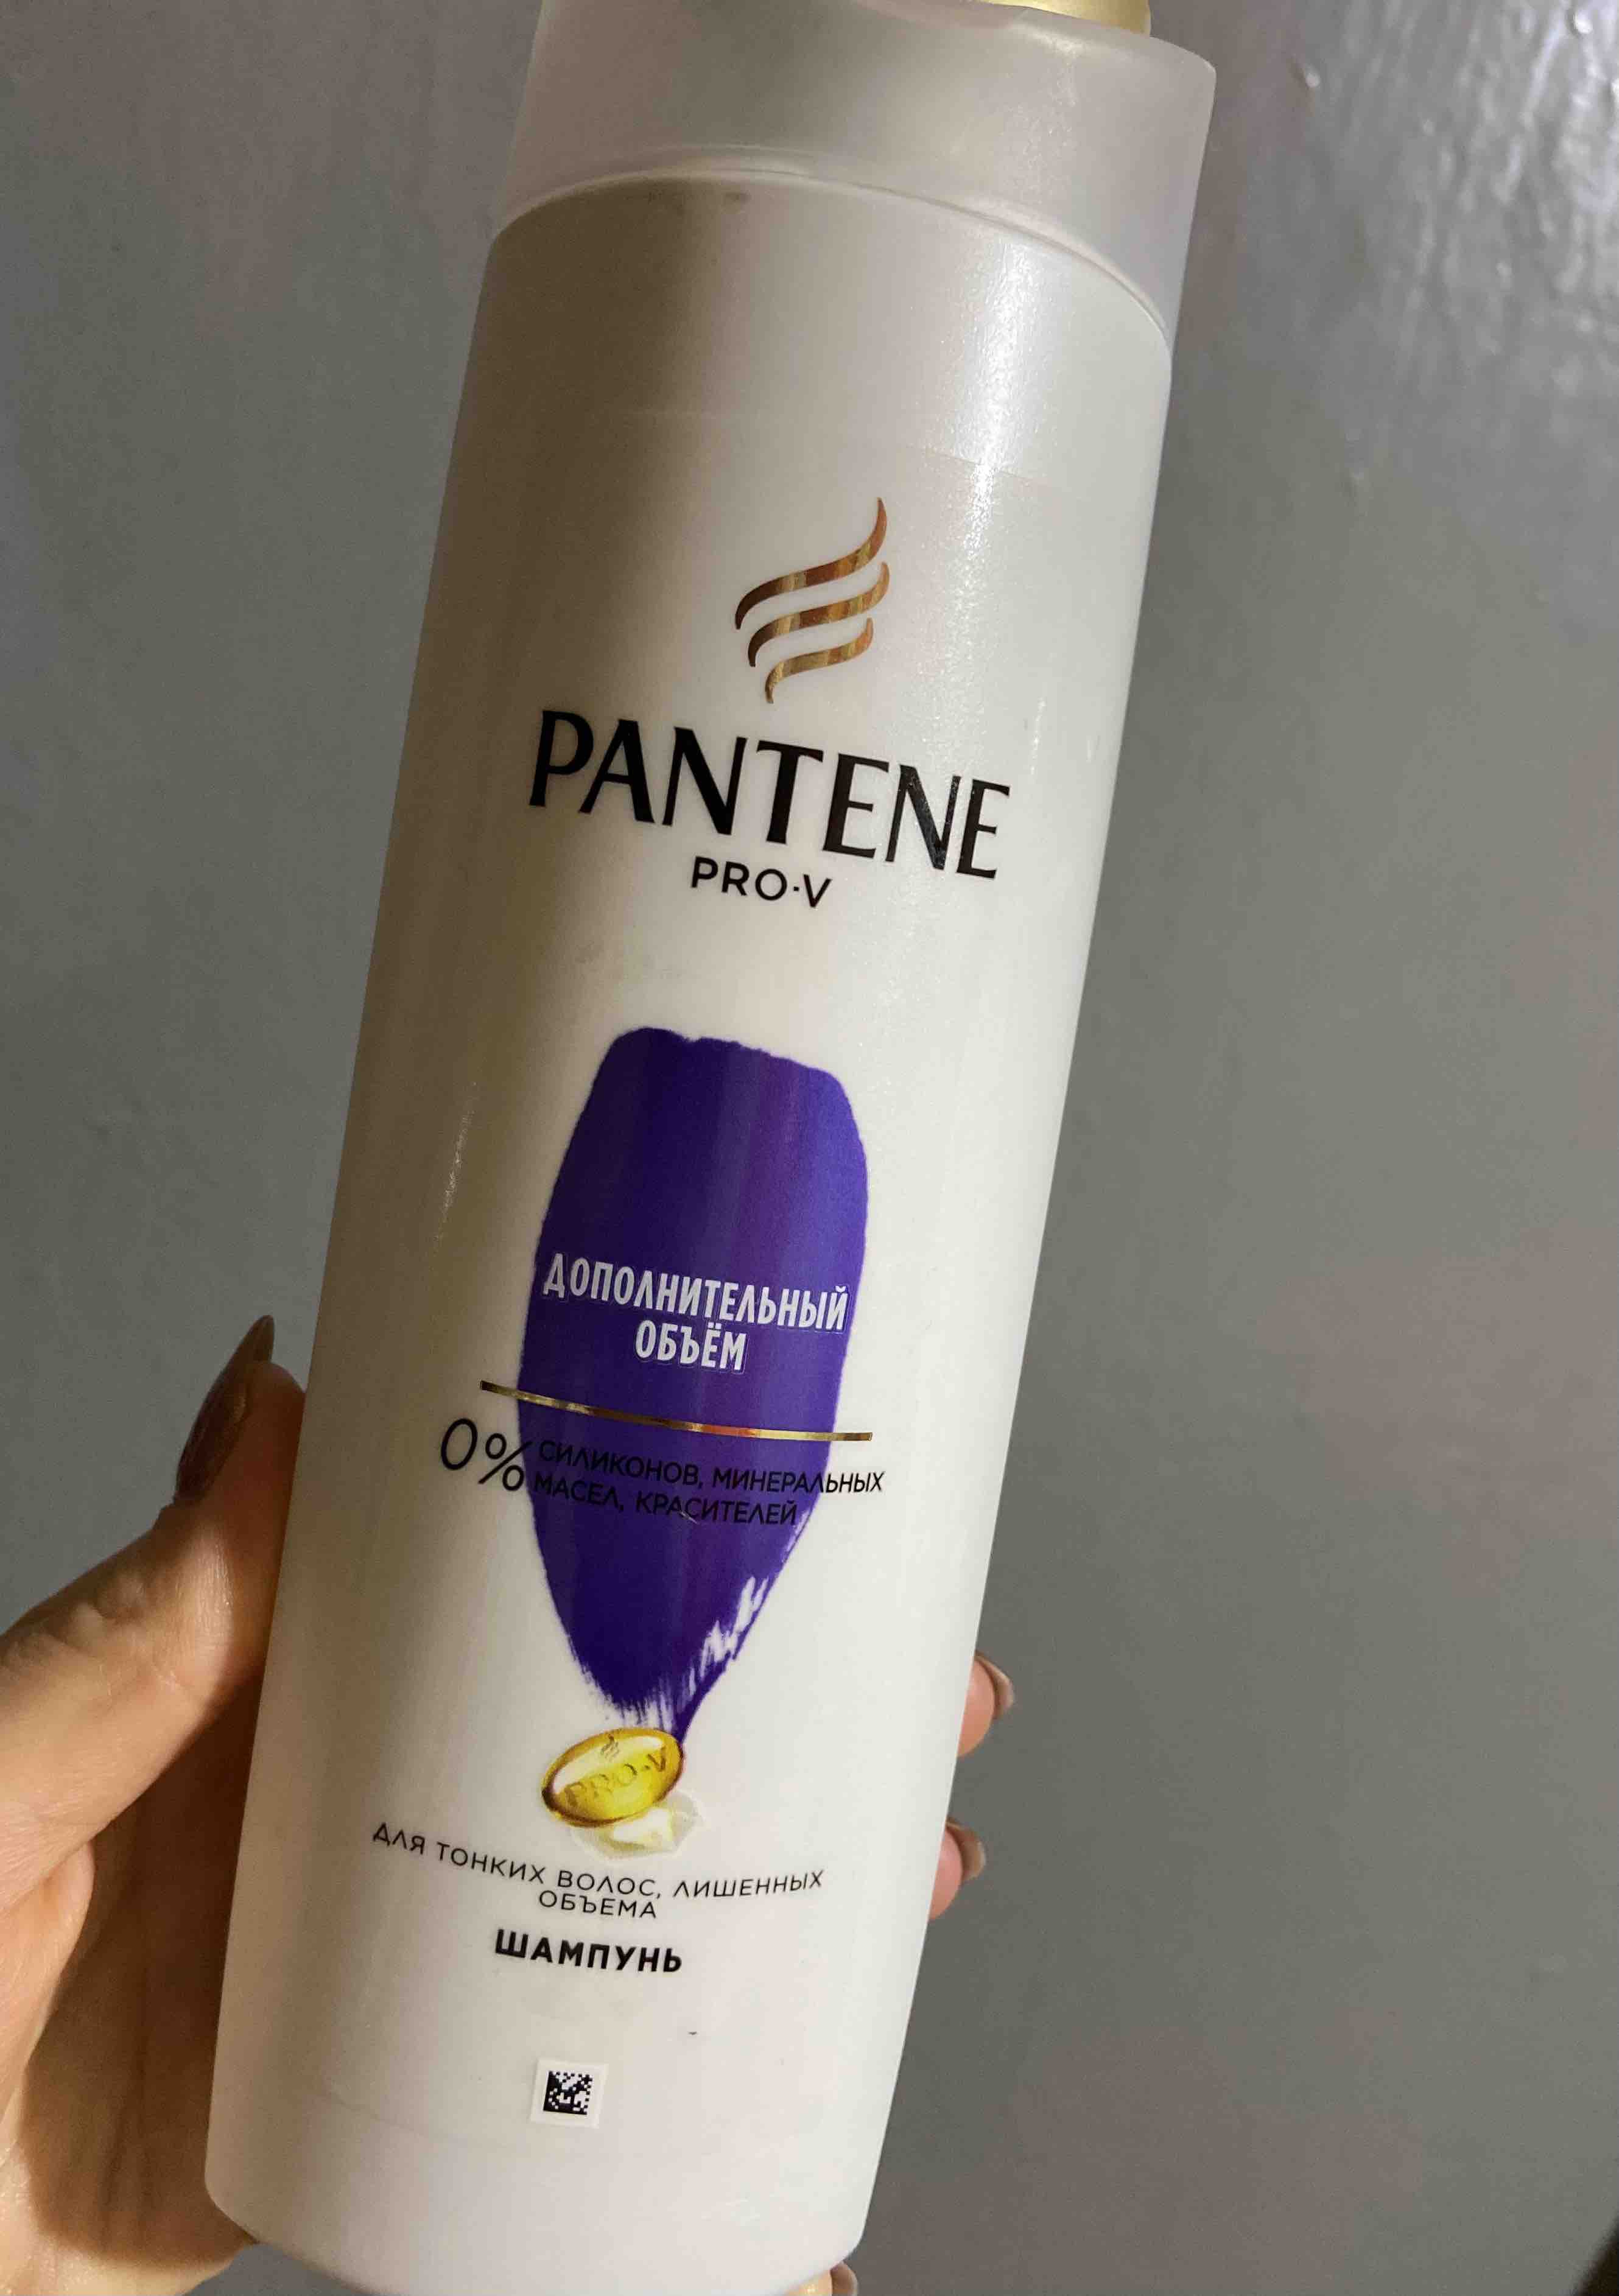 PANTENE
PRO·V
ДОПОЛНИТЕЛЬНЫЙ
ОБЪЁМ
0% СИЛИКОНОВ, МИНЕРАЛЬНЫХ
МАСЕЛ, КРАСИТЕЛЕЙ
PRO-V
ДЛЯ ТОНКИХ ВОЛОС, ЛИШЕННЫХ
ОБЪЕМА
ШАМПУНЬ